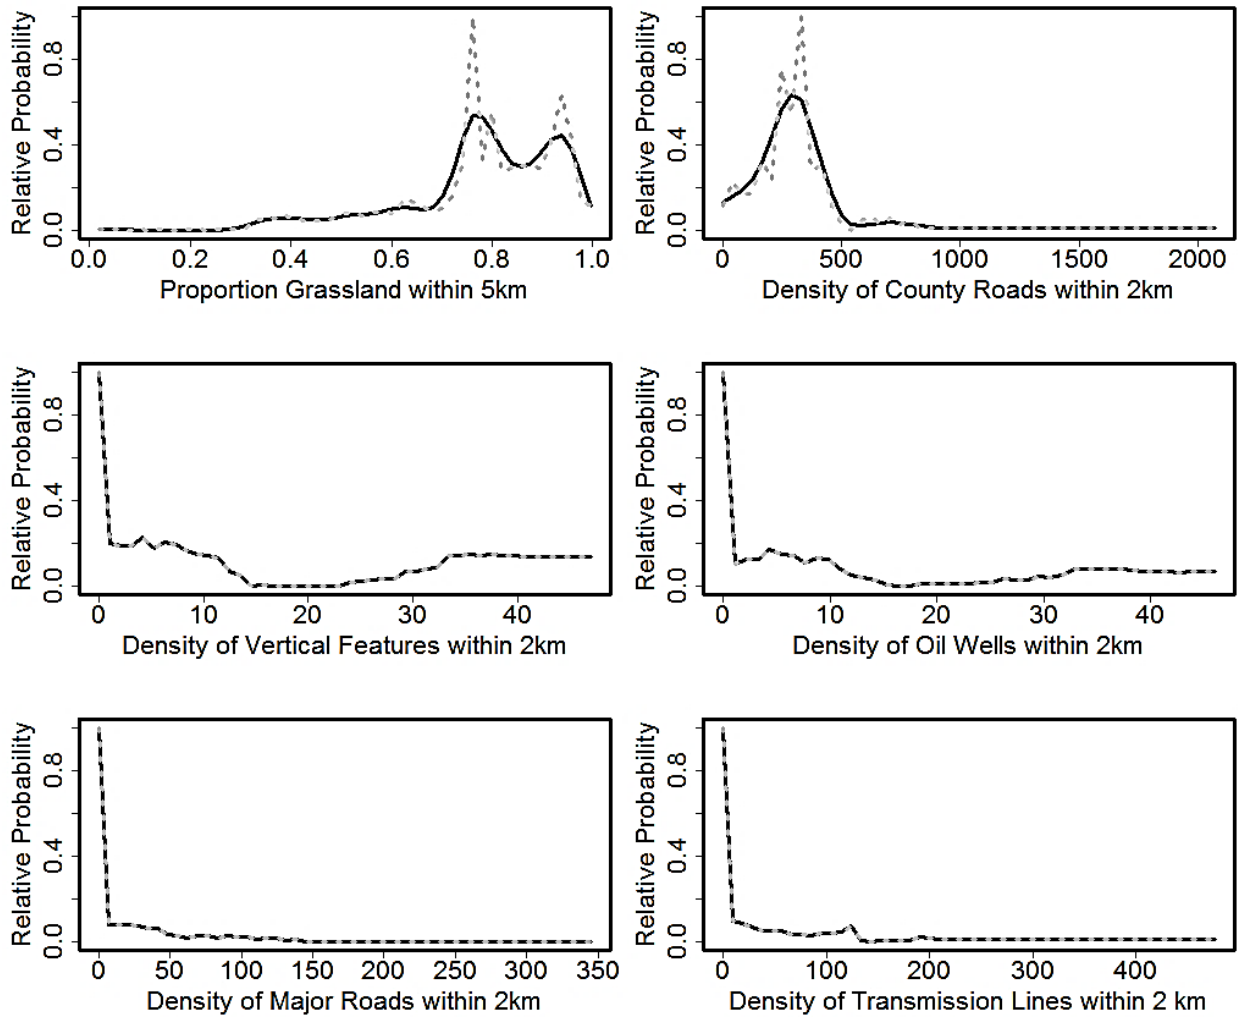 Relative Probability
0.8
0.4
0.0
0.0 0.2 0.4 0.6 0.8 1.0
Proportion Grassland within 5km
Relative Probability
0.8
0.4
0.0
0 500 1000 1500 2000
Density of County Roads within 2km
Relative Probability
0.8
0.4
0.0
0 10 20 30 40
Density of Vertical Features within 2km
Relative Probability
0.8
0.4
0.0
0 10 20 30 40
Density of Oil Wells within 2km
Relative Probability
0.8
0.4
0.0
0 50 100 150 200 250 300 350
Density of Major Roads within 2km
Relative Probability
0.8
0.4
0.0
0 100 200 300 400
Density of Transmission Lines within 2 km